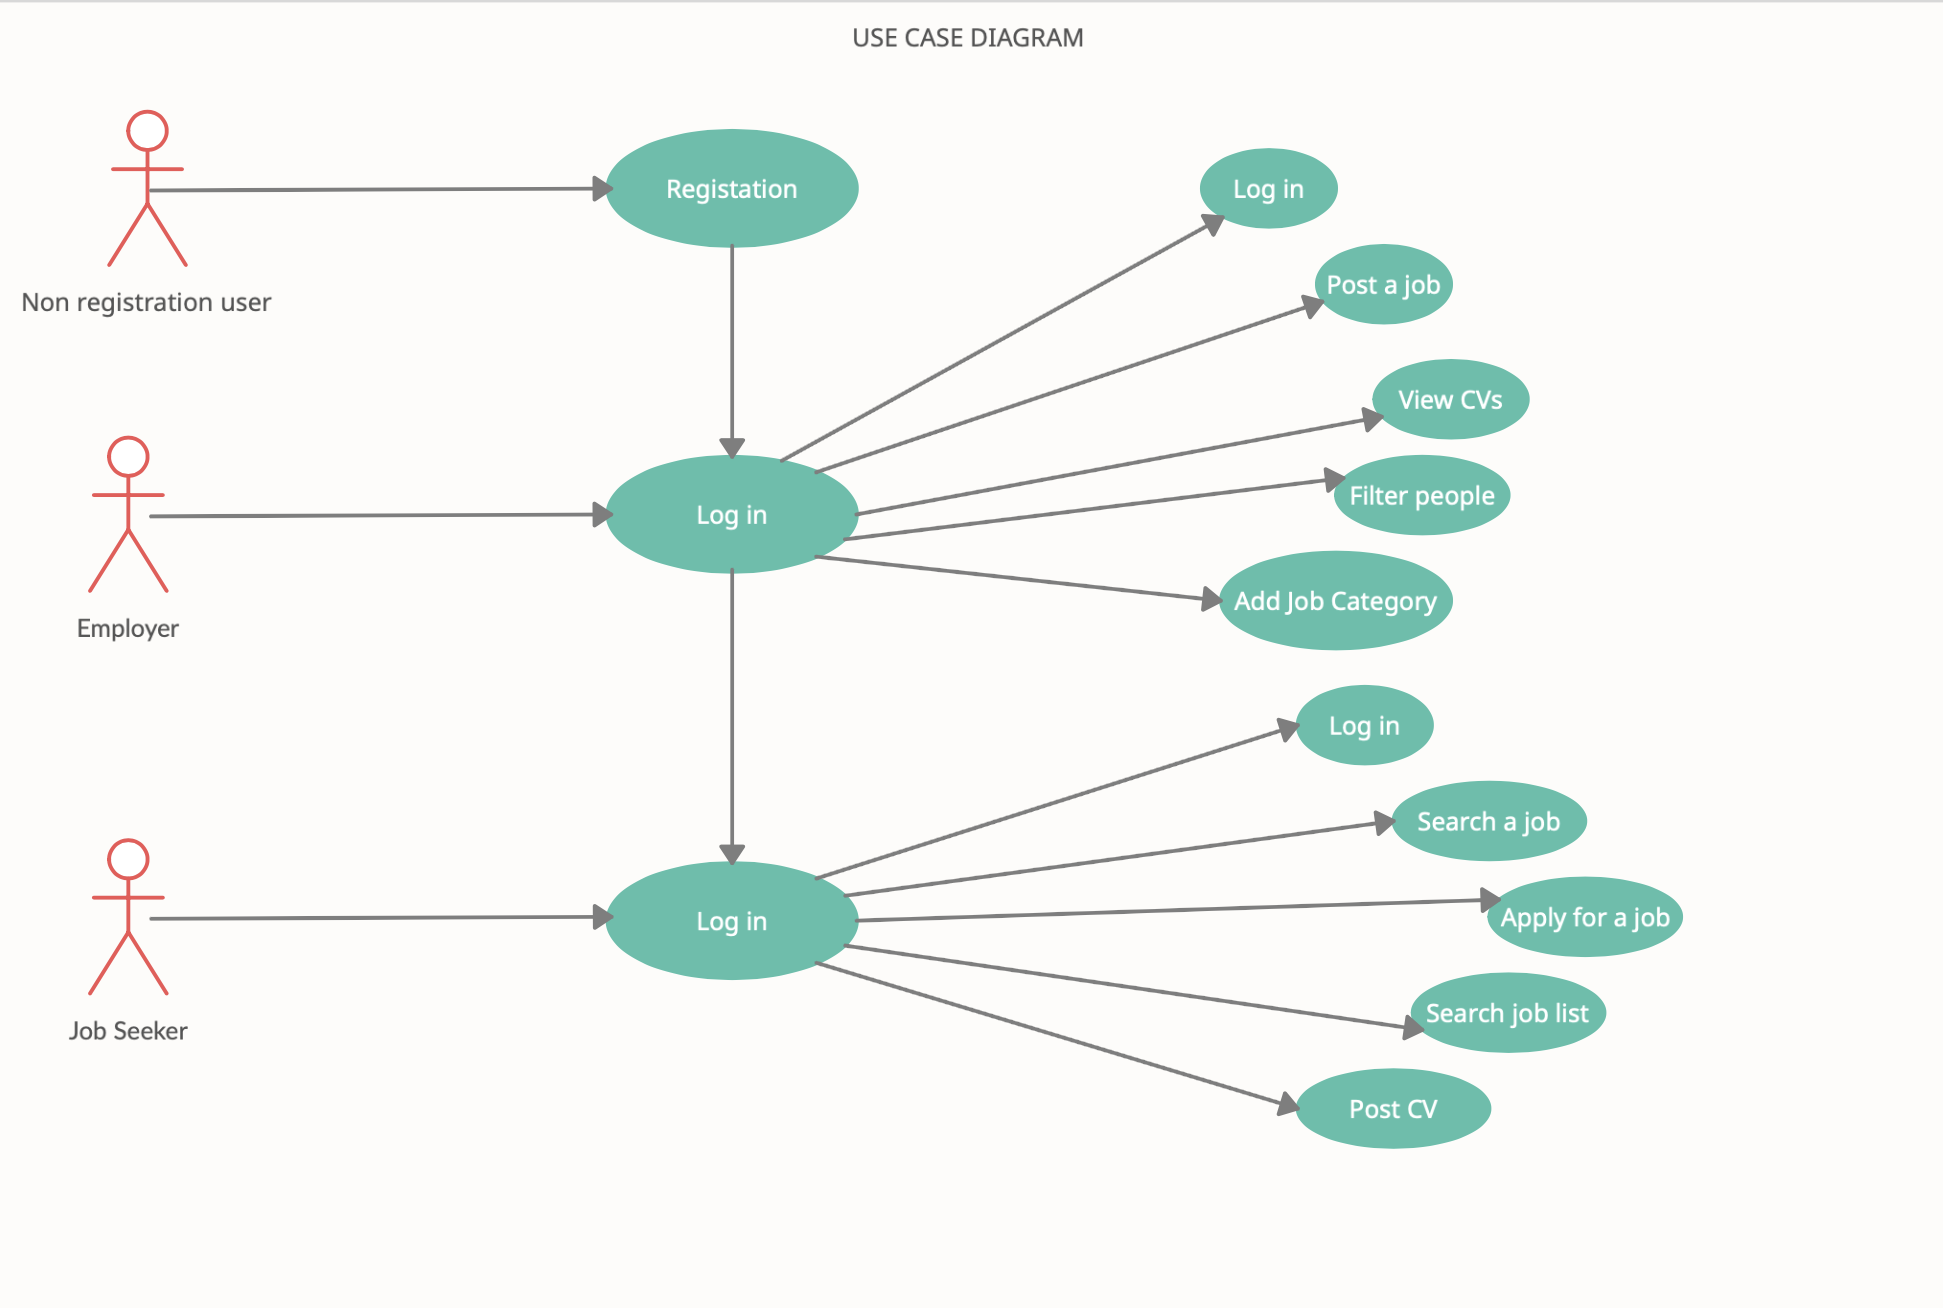 USE CASE DIAGRAM
Registation
Log in
Post a job
Non registration user
View CVs
Filter people
Log in
Add Job Category
Employer
Log in
Search a job
Apply for a job
Log in
Search job list
Job Seeker
Post CV